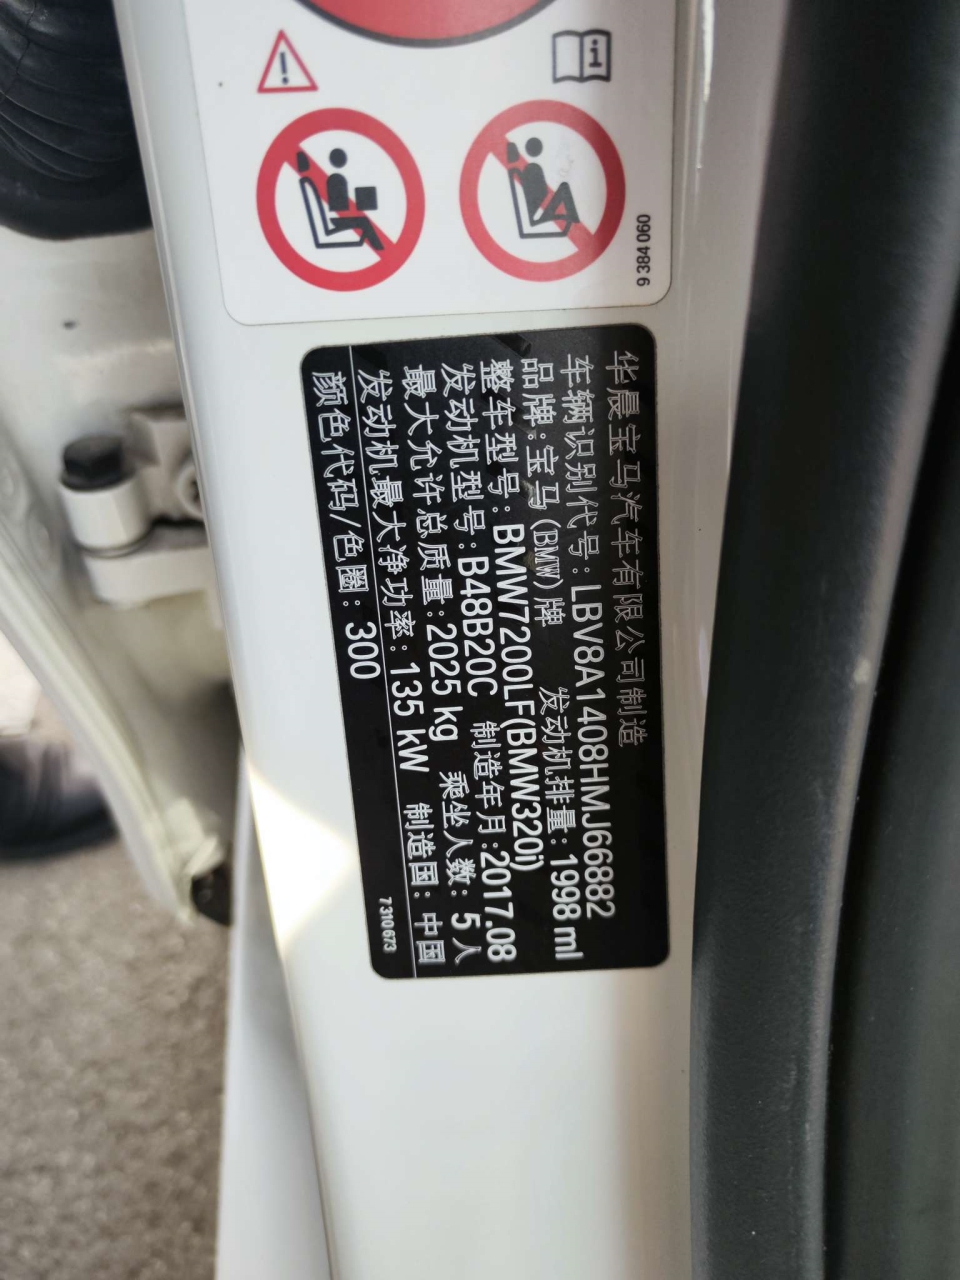 9 384 060
华晨宝马汽车有限公司制造
车辆识别代号: LBV8A1408HMJ66882
品牌:宝马(BMW)牌 发动机排量: 1998 ml
整车型号: BMW7200LF(BMW320i)
发动机型号:B48B20C 制造年月:2017.08
最大允许总质量: 2025 kg 乘坐人数: 5 人
发动机最大净功率: 135 kW 制造国: 中国
颜色代码/色圈: 300
7 310 673